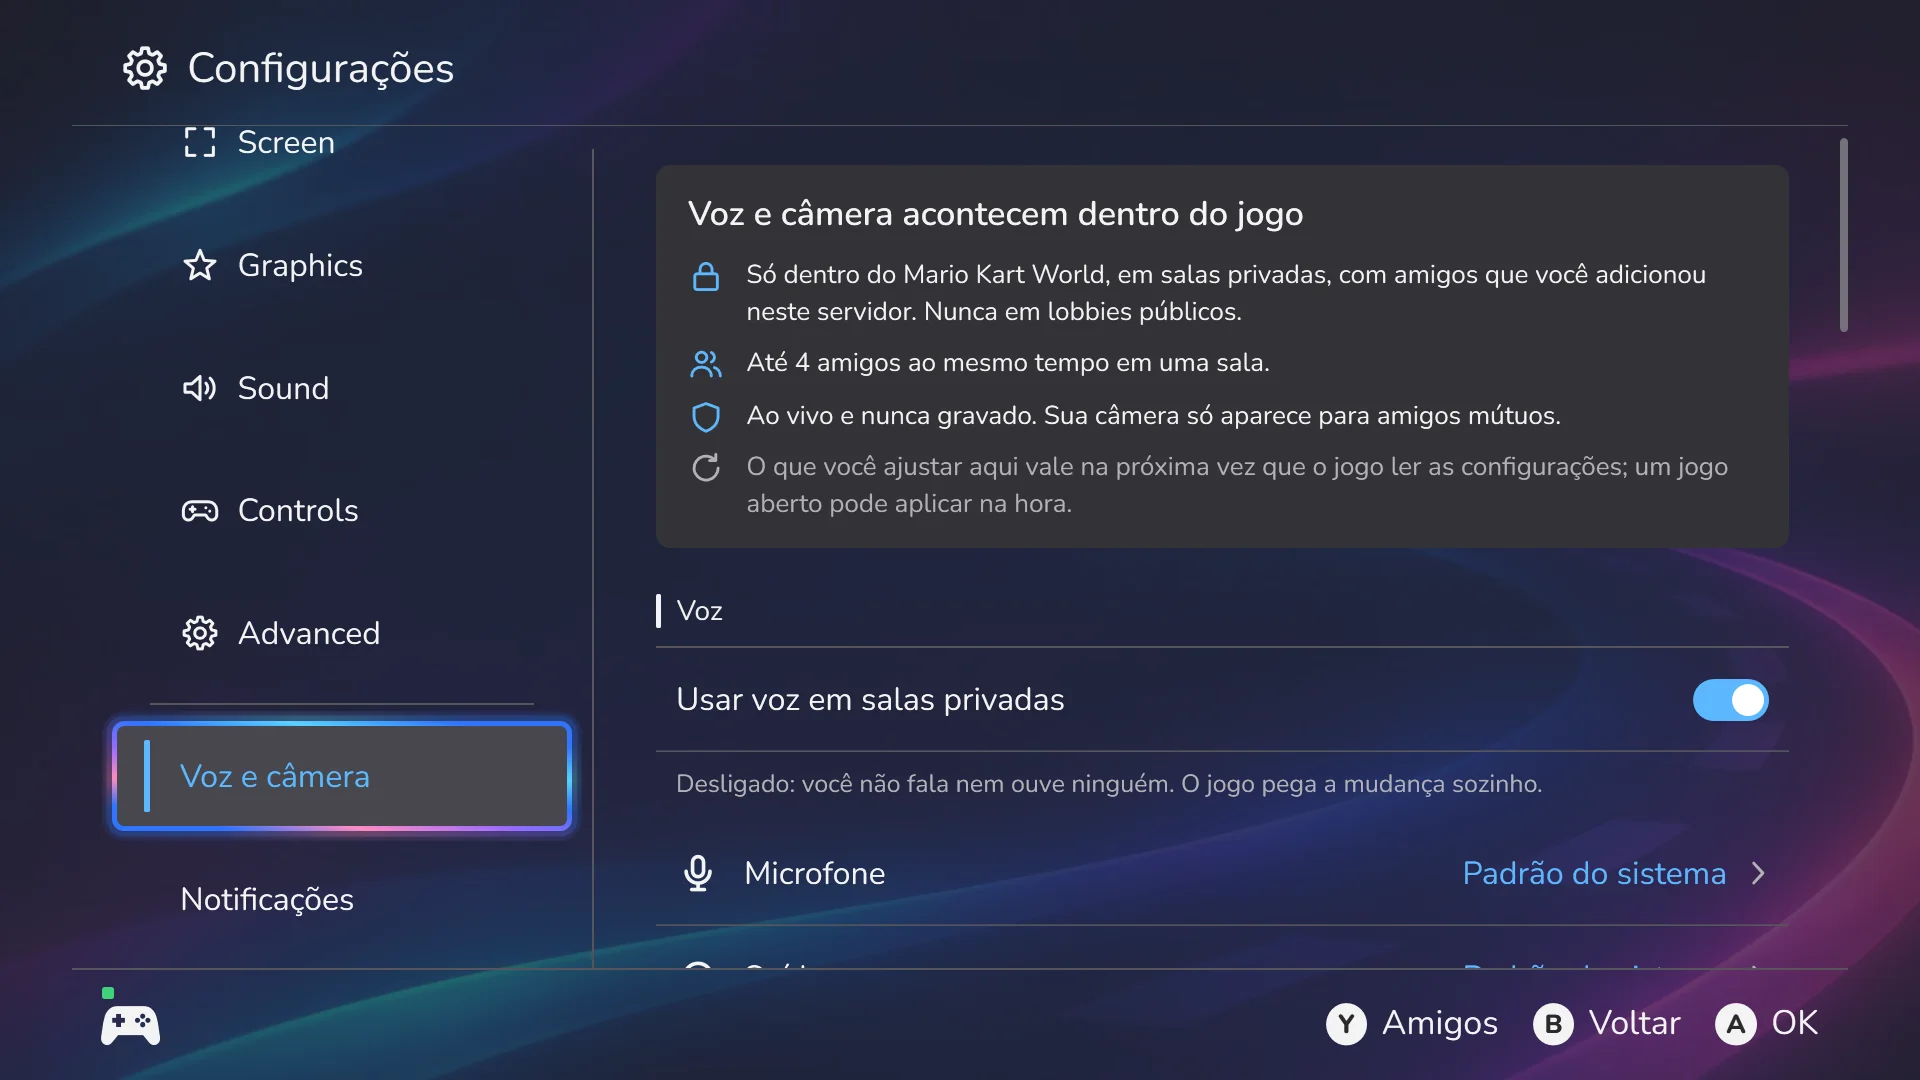 Configurações
Screen
Graphics
Sound
Controls
Advanced
Voz e câmera
Notificações
Voz e câmera acontecem dentro do jogo
Só dentro do Mario Kart World, em salas privadas, com amigos que você adicionou
neste servidor. Nunca em lobbies públicos.
Até 4 amigos ao mesmo tempo em uma sala.
Ao vivo e nunca gravado. Sua câmera só aparece para amigos mútuos.
O que você ajustar aqui vale na próxima vez que o jogo ler as configurações; um jogo
aberto pode aplicar na hora.
Voz
Usar voz em salas privadas
Desligado: você não fala nem ouve ninguém. O jogo pega a mudança sozinho.
Microfone Padrão do sistema
Y Amigos B Voltar A OK